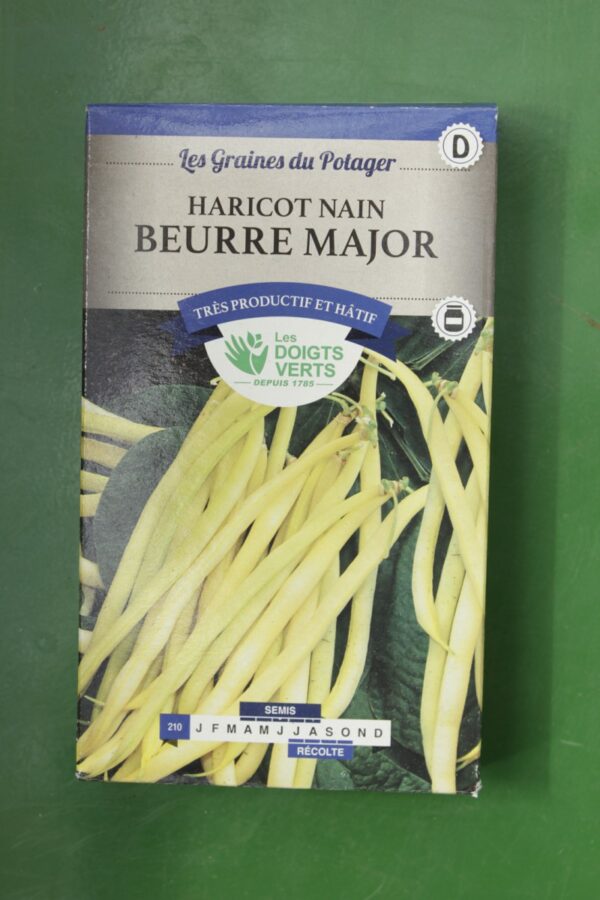 D
Les Graines du Potager
HARICOT NAIN
BEURRE MAJOR
TRÈS PRODUCTIF ET HÂTIF
Les
DOIGTS
VERTS
DEPUIS 1785
SEMIS
210 J F M A M J J A S O N D
RÉCOLTE